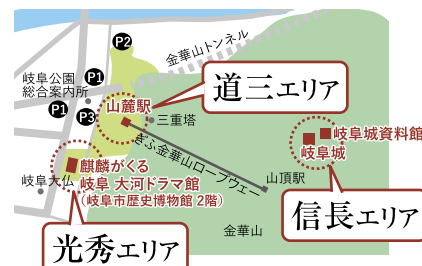 P2
金華山トンネル
岐阜公園
総合案内所
P1
道三エリア
P1
P3
山麓駅
三重塔
岐阜城資料館
岐阜城
ぎふ金華山ロープウェー
麒麟がくる
岐阜 大河ドラマ館
(岐阜市歴史博物館 2階)
岐阜大仏
山頂駅
信長エリア
金華山
光秀エリア